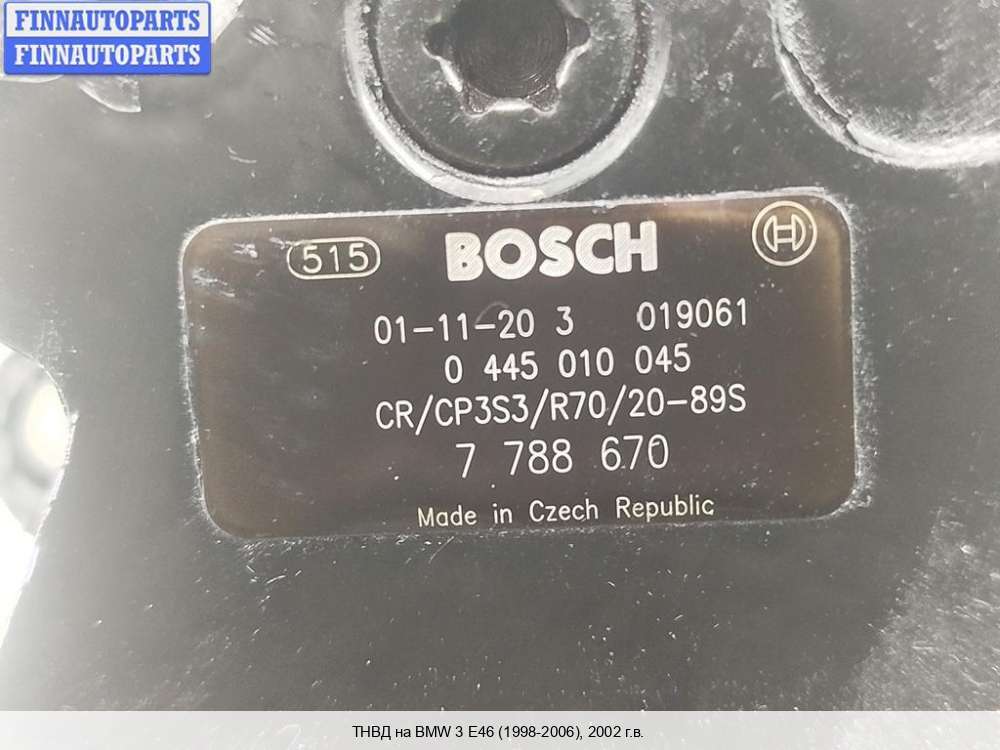 FINNAUTOPARTS
FINNAUTOPARTS
515 BOSCH
01-11-20 3 019061
0 445 010 045
CR/CP3S3/R70/20-89S
7 788 670
Made in Czech Republic
ТНВД на BMW 3 E46 (1998-2006), 2002 г.в.